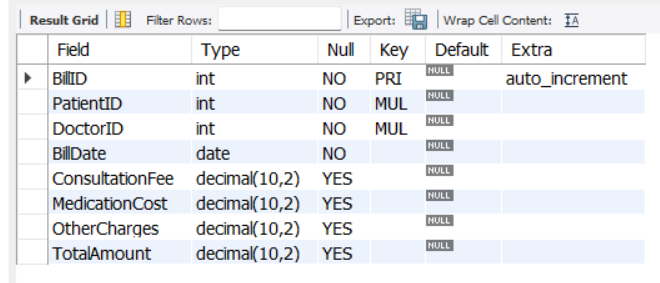 Result Grid Filter Rows: Export: Wrap Cell Content: IA
Field Type Null Key Default Extra
BillID int NO PRI NULL auto_increment
PatientID int NO MUL NULL
DoctorID int NO MUL NULL
BillDate date NO NULL
ConsultationFee decimal(10,2) YES NULL
MedicationCost decimal(10,2) YES NULL
OtherCharges decimal(10,2) YES NULL
TotalAmount decimal(10,2) YES NULL